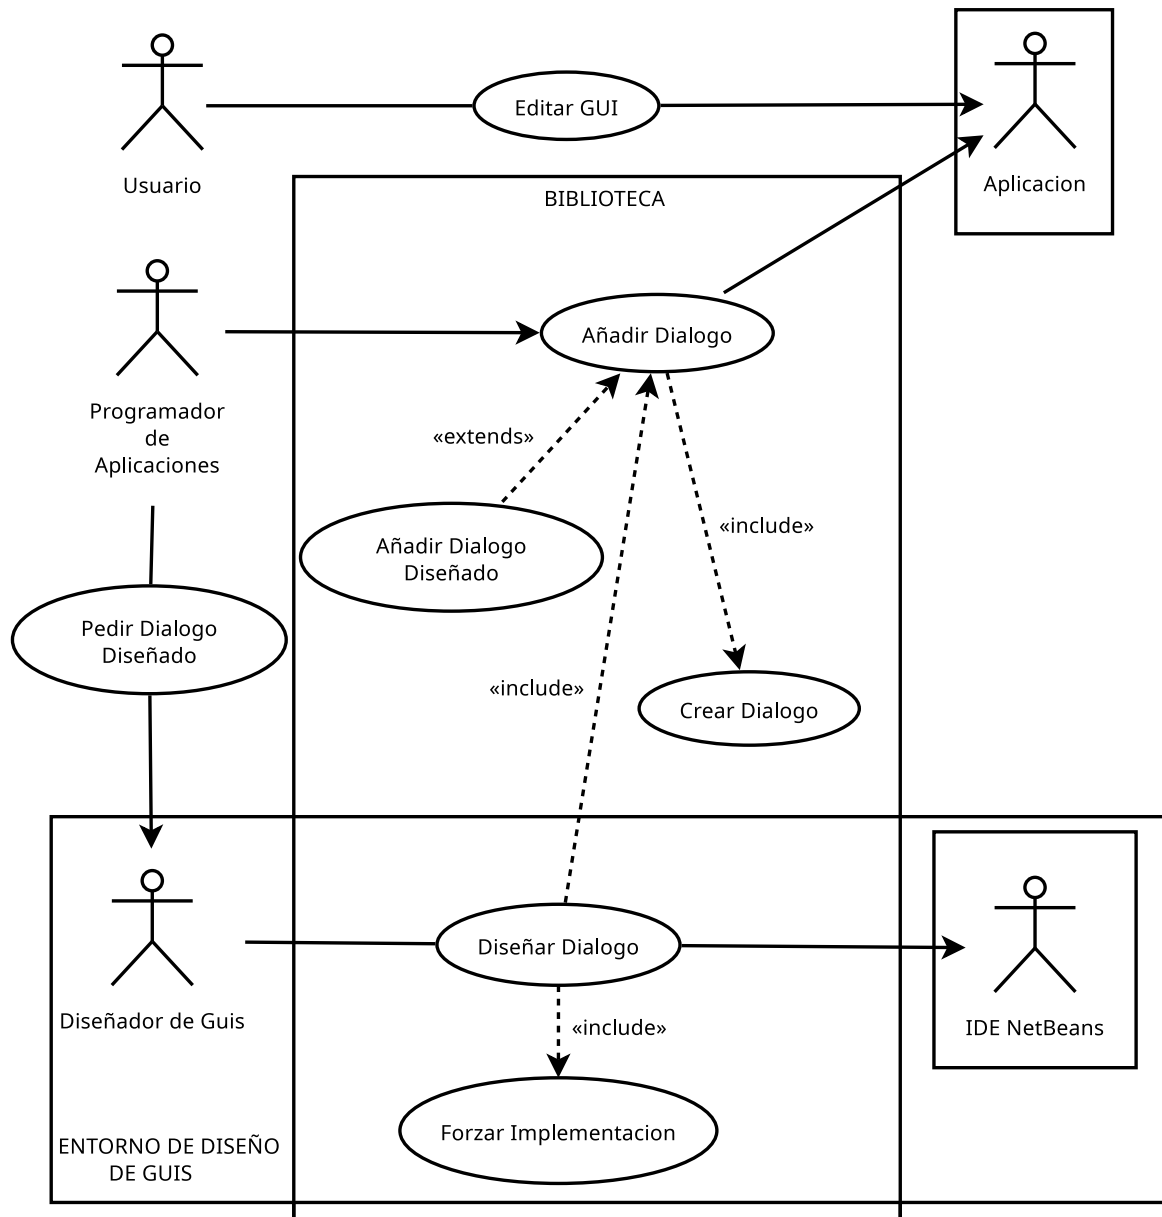 Editar GUI
Usuario
Aplicacion
BIBLIOTECA
Añadir Dialogo
Programador
de
Aplicaciones
«extends»
«include»
Añadir Dialogo
Diseñado
Pedir Dialogo
Diseñado
«include»
Crear Dialogo
Diseñar Dialogo
Diseñador de Guis
«include»
IDE NetBeans
Forzar Implementacion
ENTORNO DE DISEÑO
DE GUIS